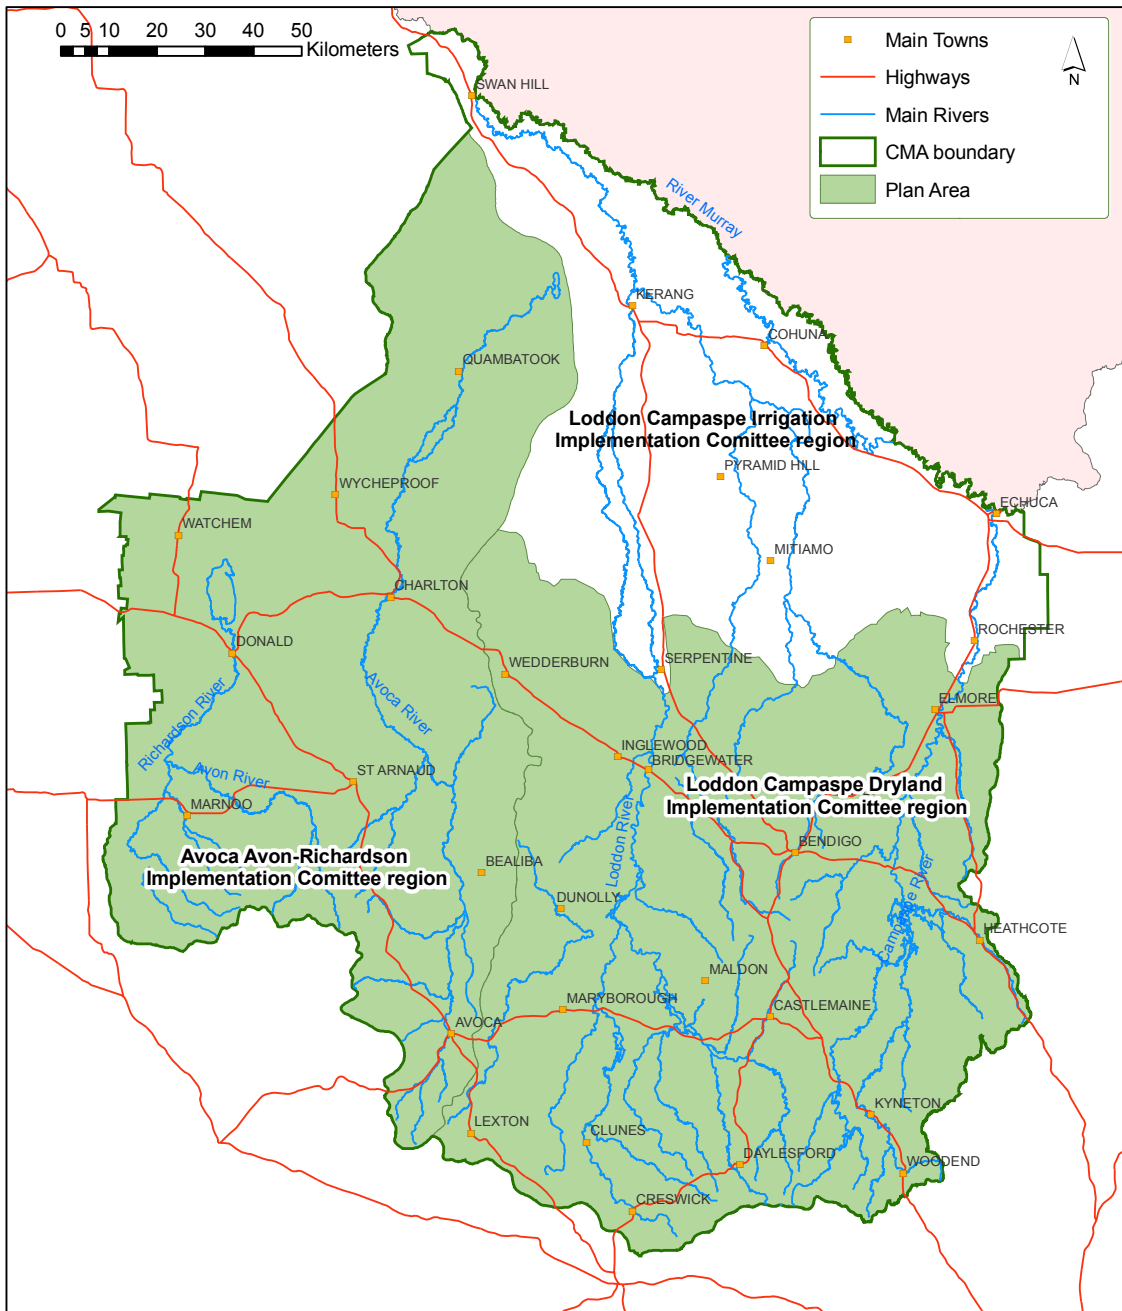 0 5 10 20 30 40 50
Kilometers
Main Towns
Highways
Main Rivers
CMA boundary
Plan Area
N
SWAN HILL
River Murray
KERANG
COHUNA
QUAMBATOOK
Loddon Campaspe Irrigation
Implementation Comittee region
PYRAMID HILL
WYCHEPROOF
ECHUCA
WATCHEM
MITIAMO
CHARLTON
DONALD
ROCHESTER
WEDDERBURN
SERPENTINE
Richardson River
Avoca River
ELMORE
INGLEWOOD
BRIDGEWATER
Avon River
ST ARNAUD
Loddon Campaspe Dryland
Implementation Comittee region
MARNOO
Loddon River
BENDIGO
Avoca Avon-Richardson
Implementation Comittee region
BEALIBA
DUNOLLY
Campaspe River
HEATHCOTE
MALDON
MARYBOROUGH
CASTLEMAINE
AVOCA
KYNETON
LEXTON
CLUNES
DAYLESFORD
WOODEND
CRESWICK